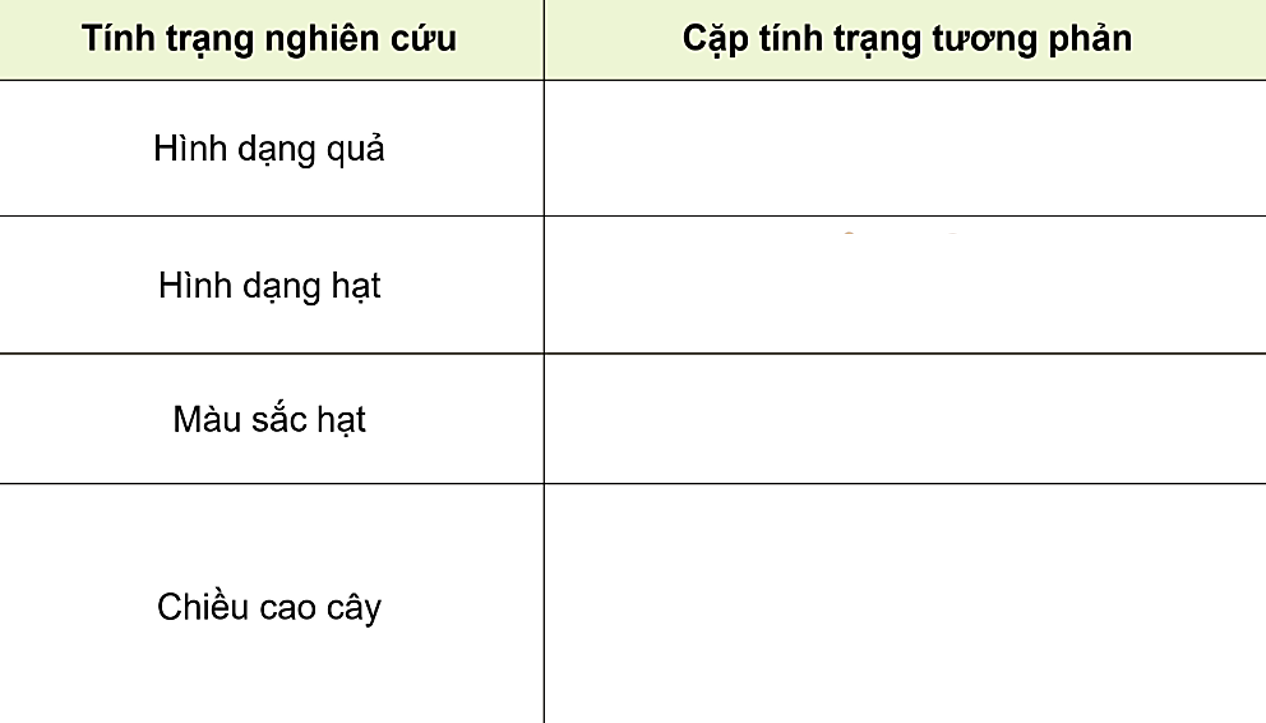 Tính trạng nghiên cứu
Cặp tính trạng tương phản
Hình dạng quả
Hình dạng hạt
Màu sắc hạt
Chiều cao cây